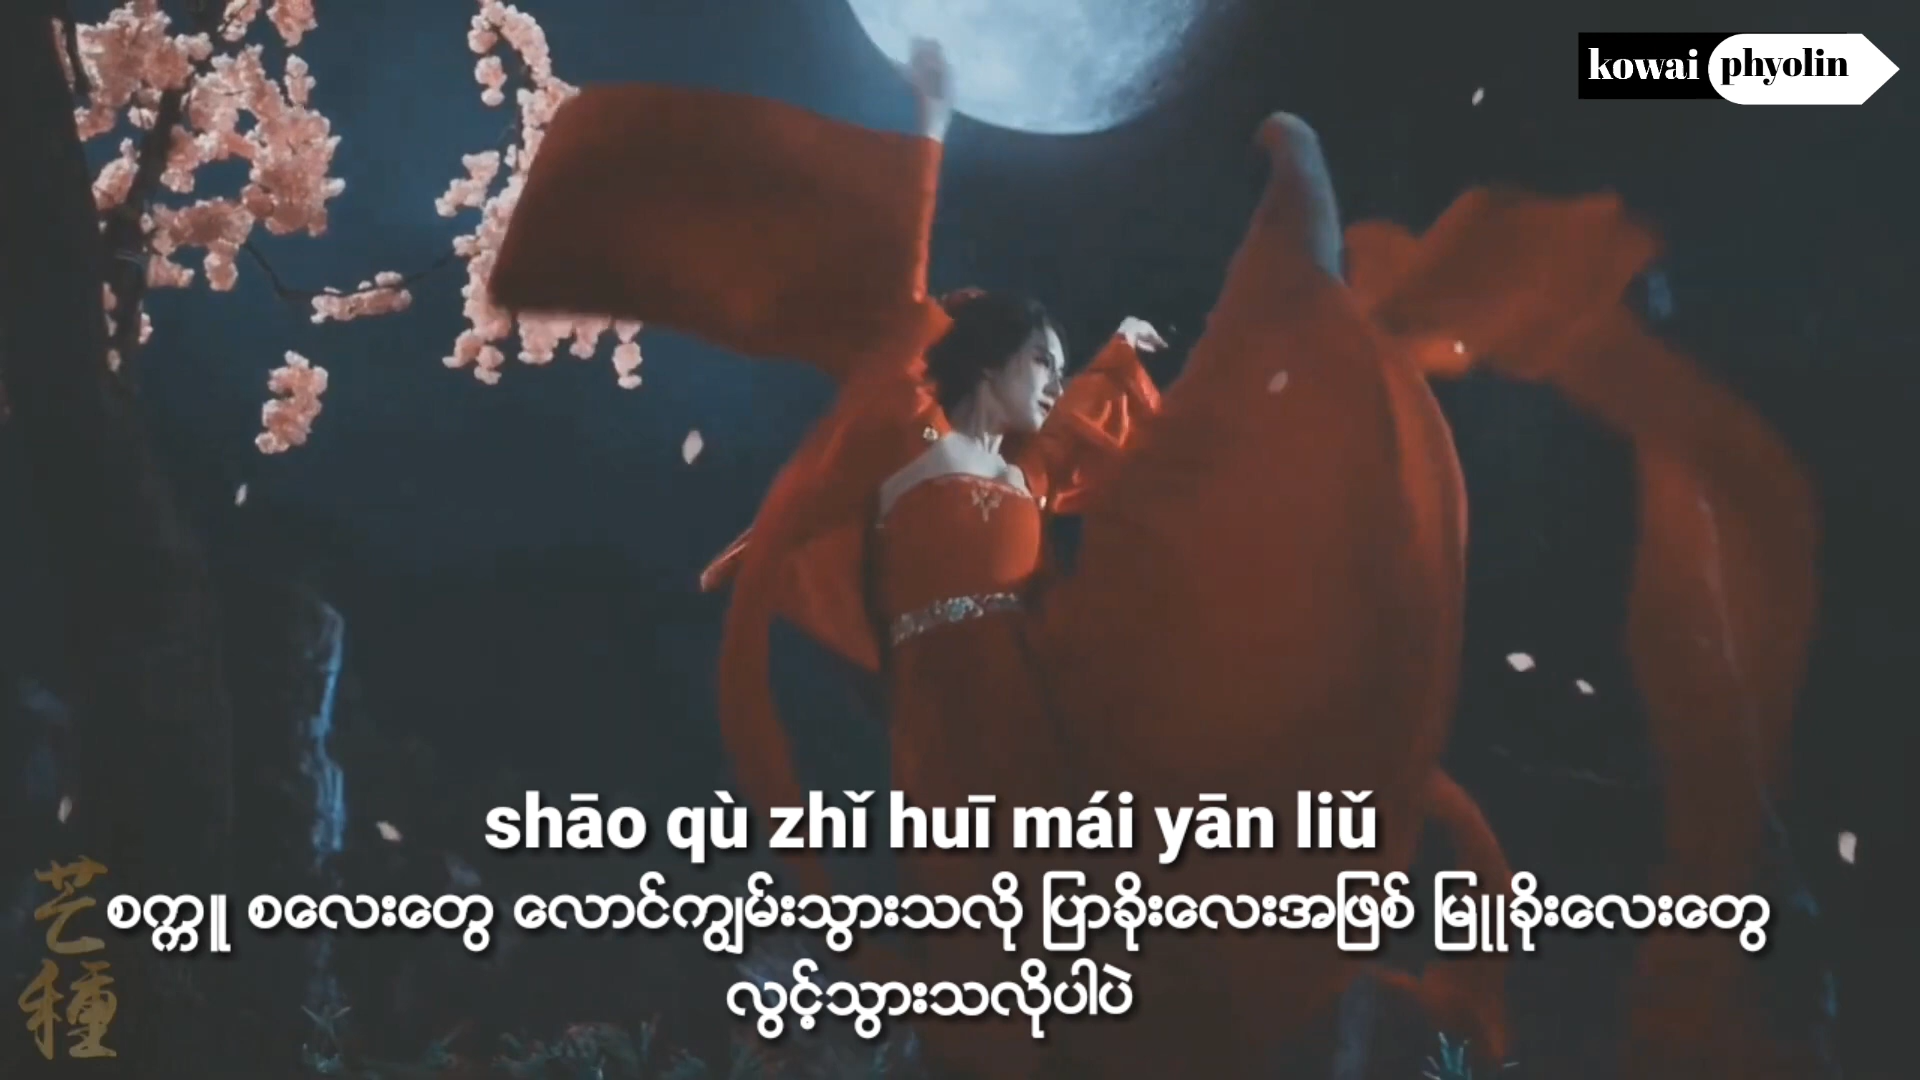 kowai phyolin
shāo qù zhǐ huī mái yān liǔ
စက္ကူ စလေးတွေ လောင်ကျွမ်းသွားသလို ပြာခိုးလေးအဖြစ် မြူခိုးလေးတွေ
လွင့်သွားသလိုပါပဲ
芒
種